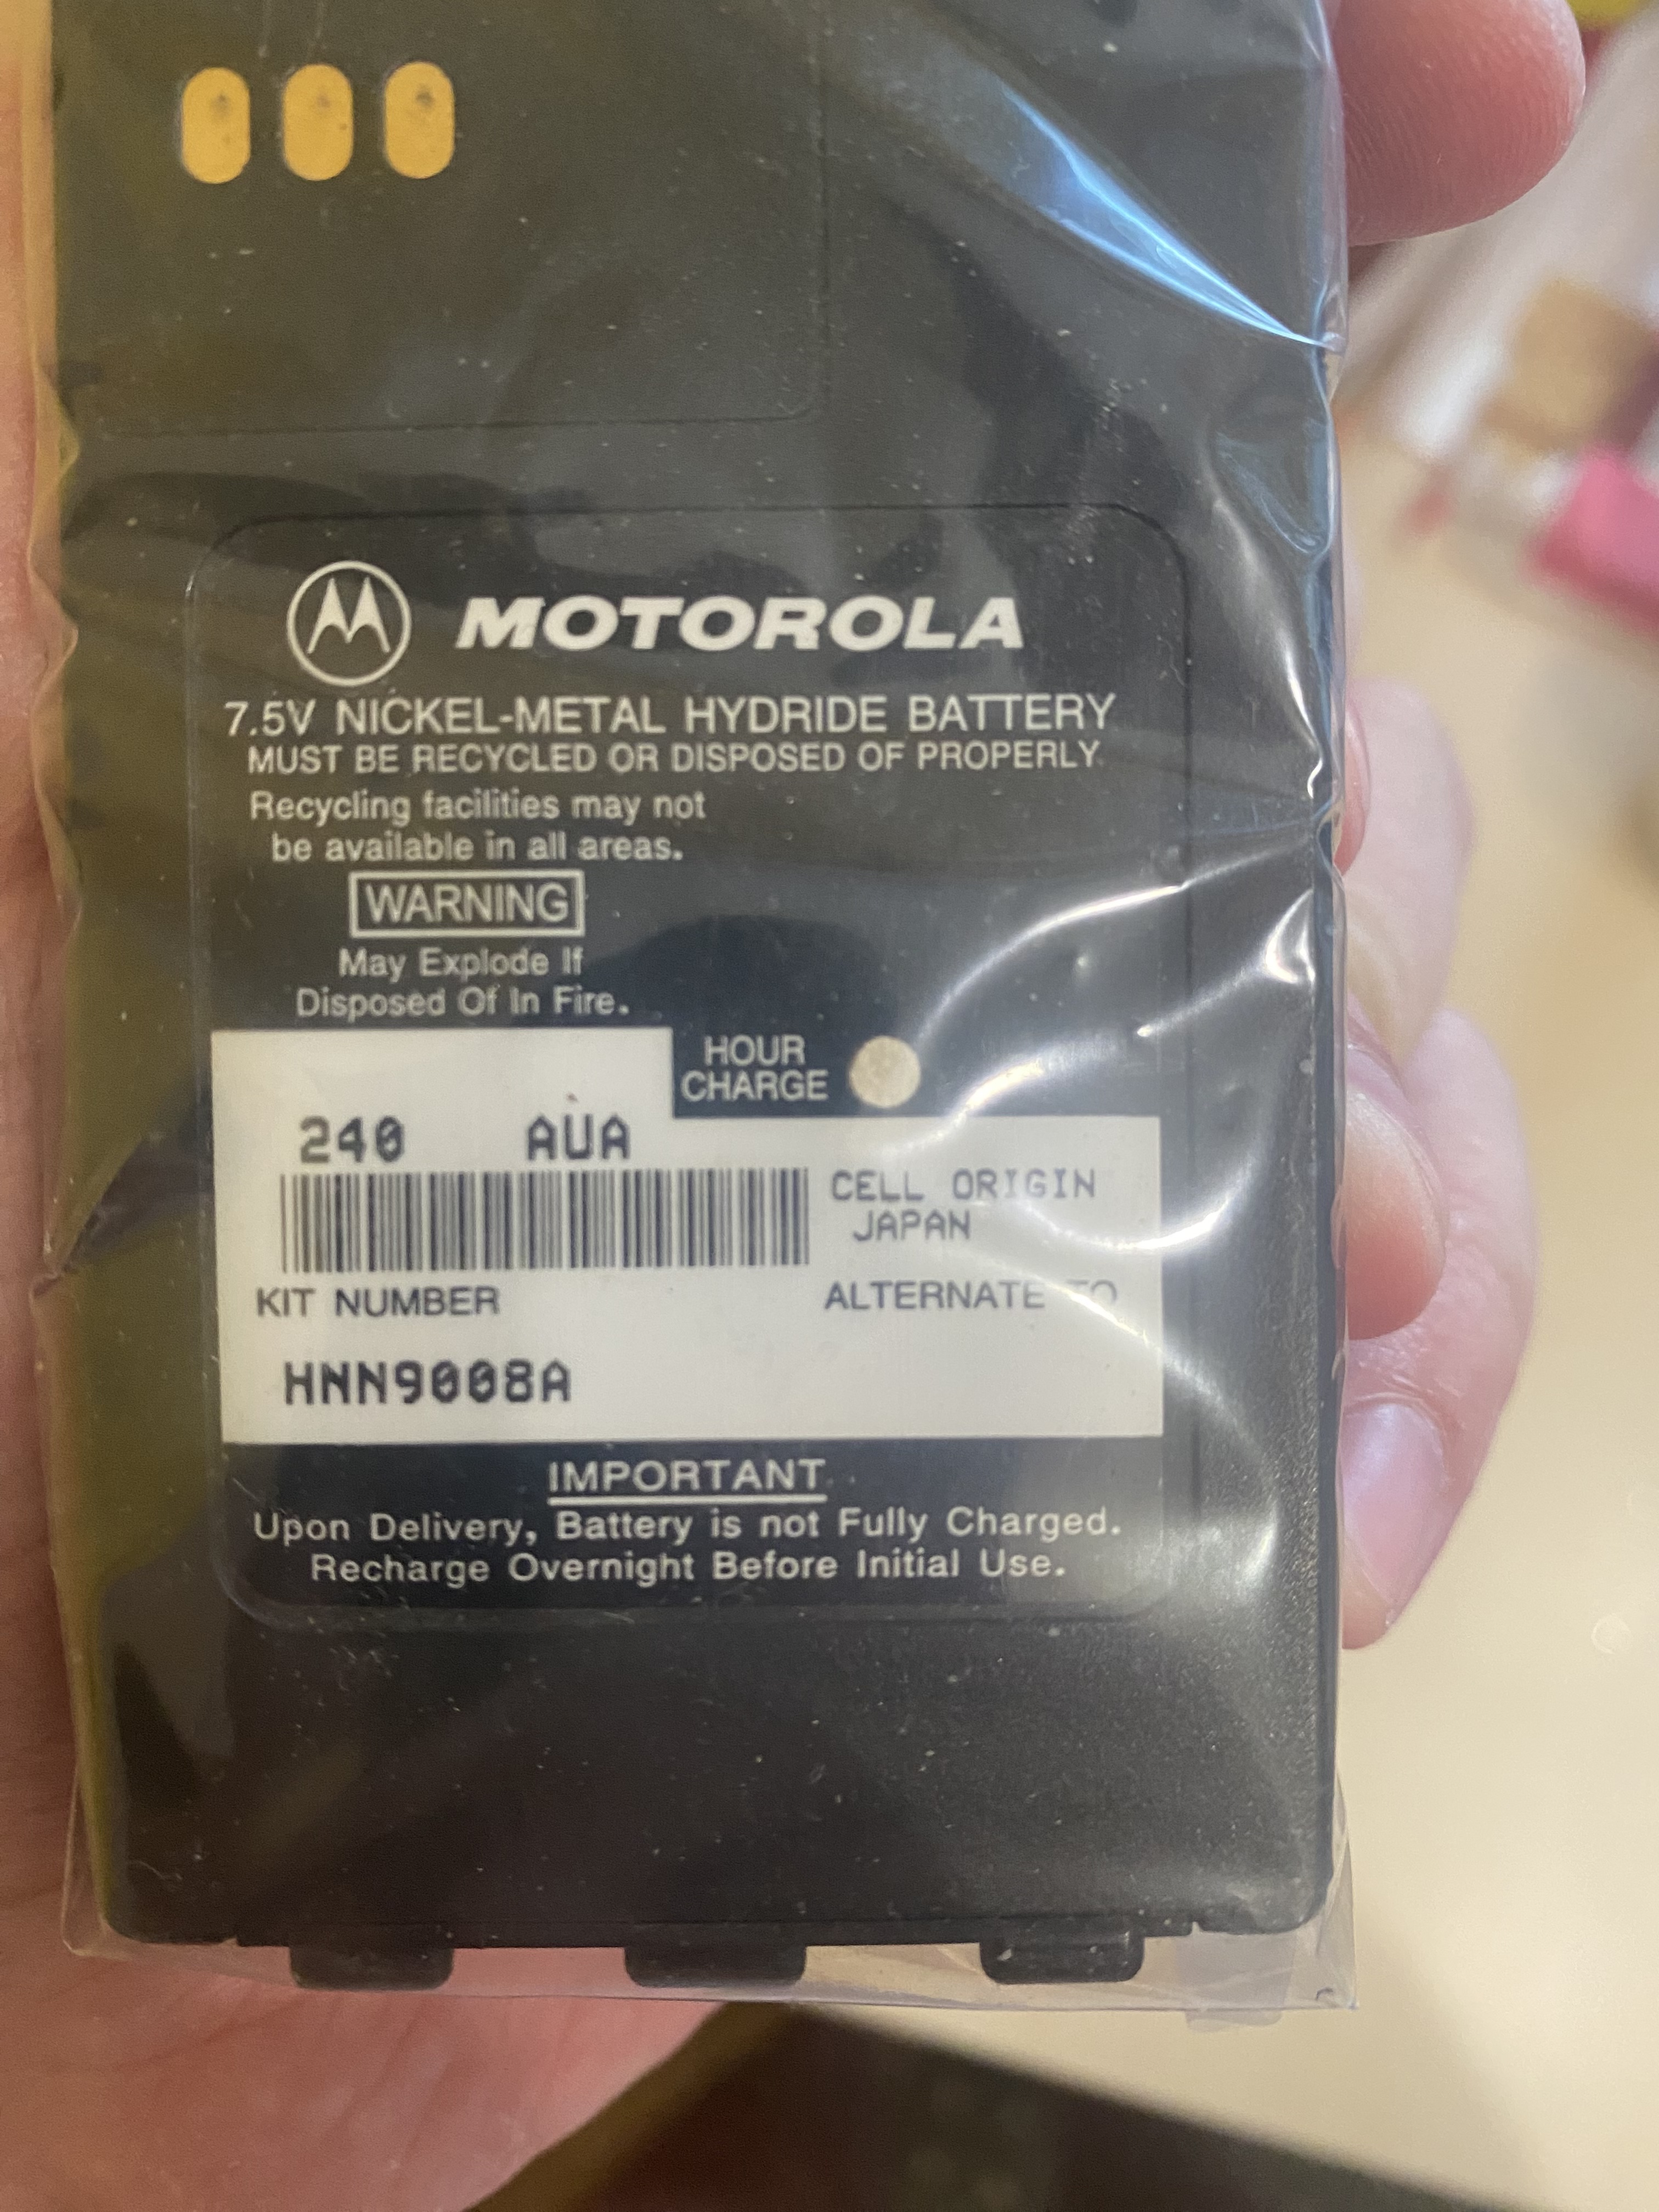 MOTOROLA
7.5V NICKEL-METAL HYDRIDE BATTERY
MUST BE RECYCLED OR DISPOSED OF PROPERLY
Recycling facilities may not
be available in all areas.
WARNING
May Explode If
Disposed Of In Fire.
HOUR
CHARGE
240 AUA
CELL ORIGIN
JAPAN
KIT NUMBER
ALTERNATE TO
HNN9008A
IMPORTANT
Upon Delivery, Battery is not Fully Charged.
Recharge Overnight Before Initial Use.